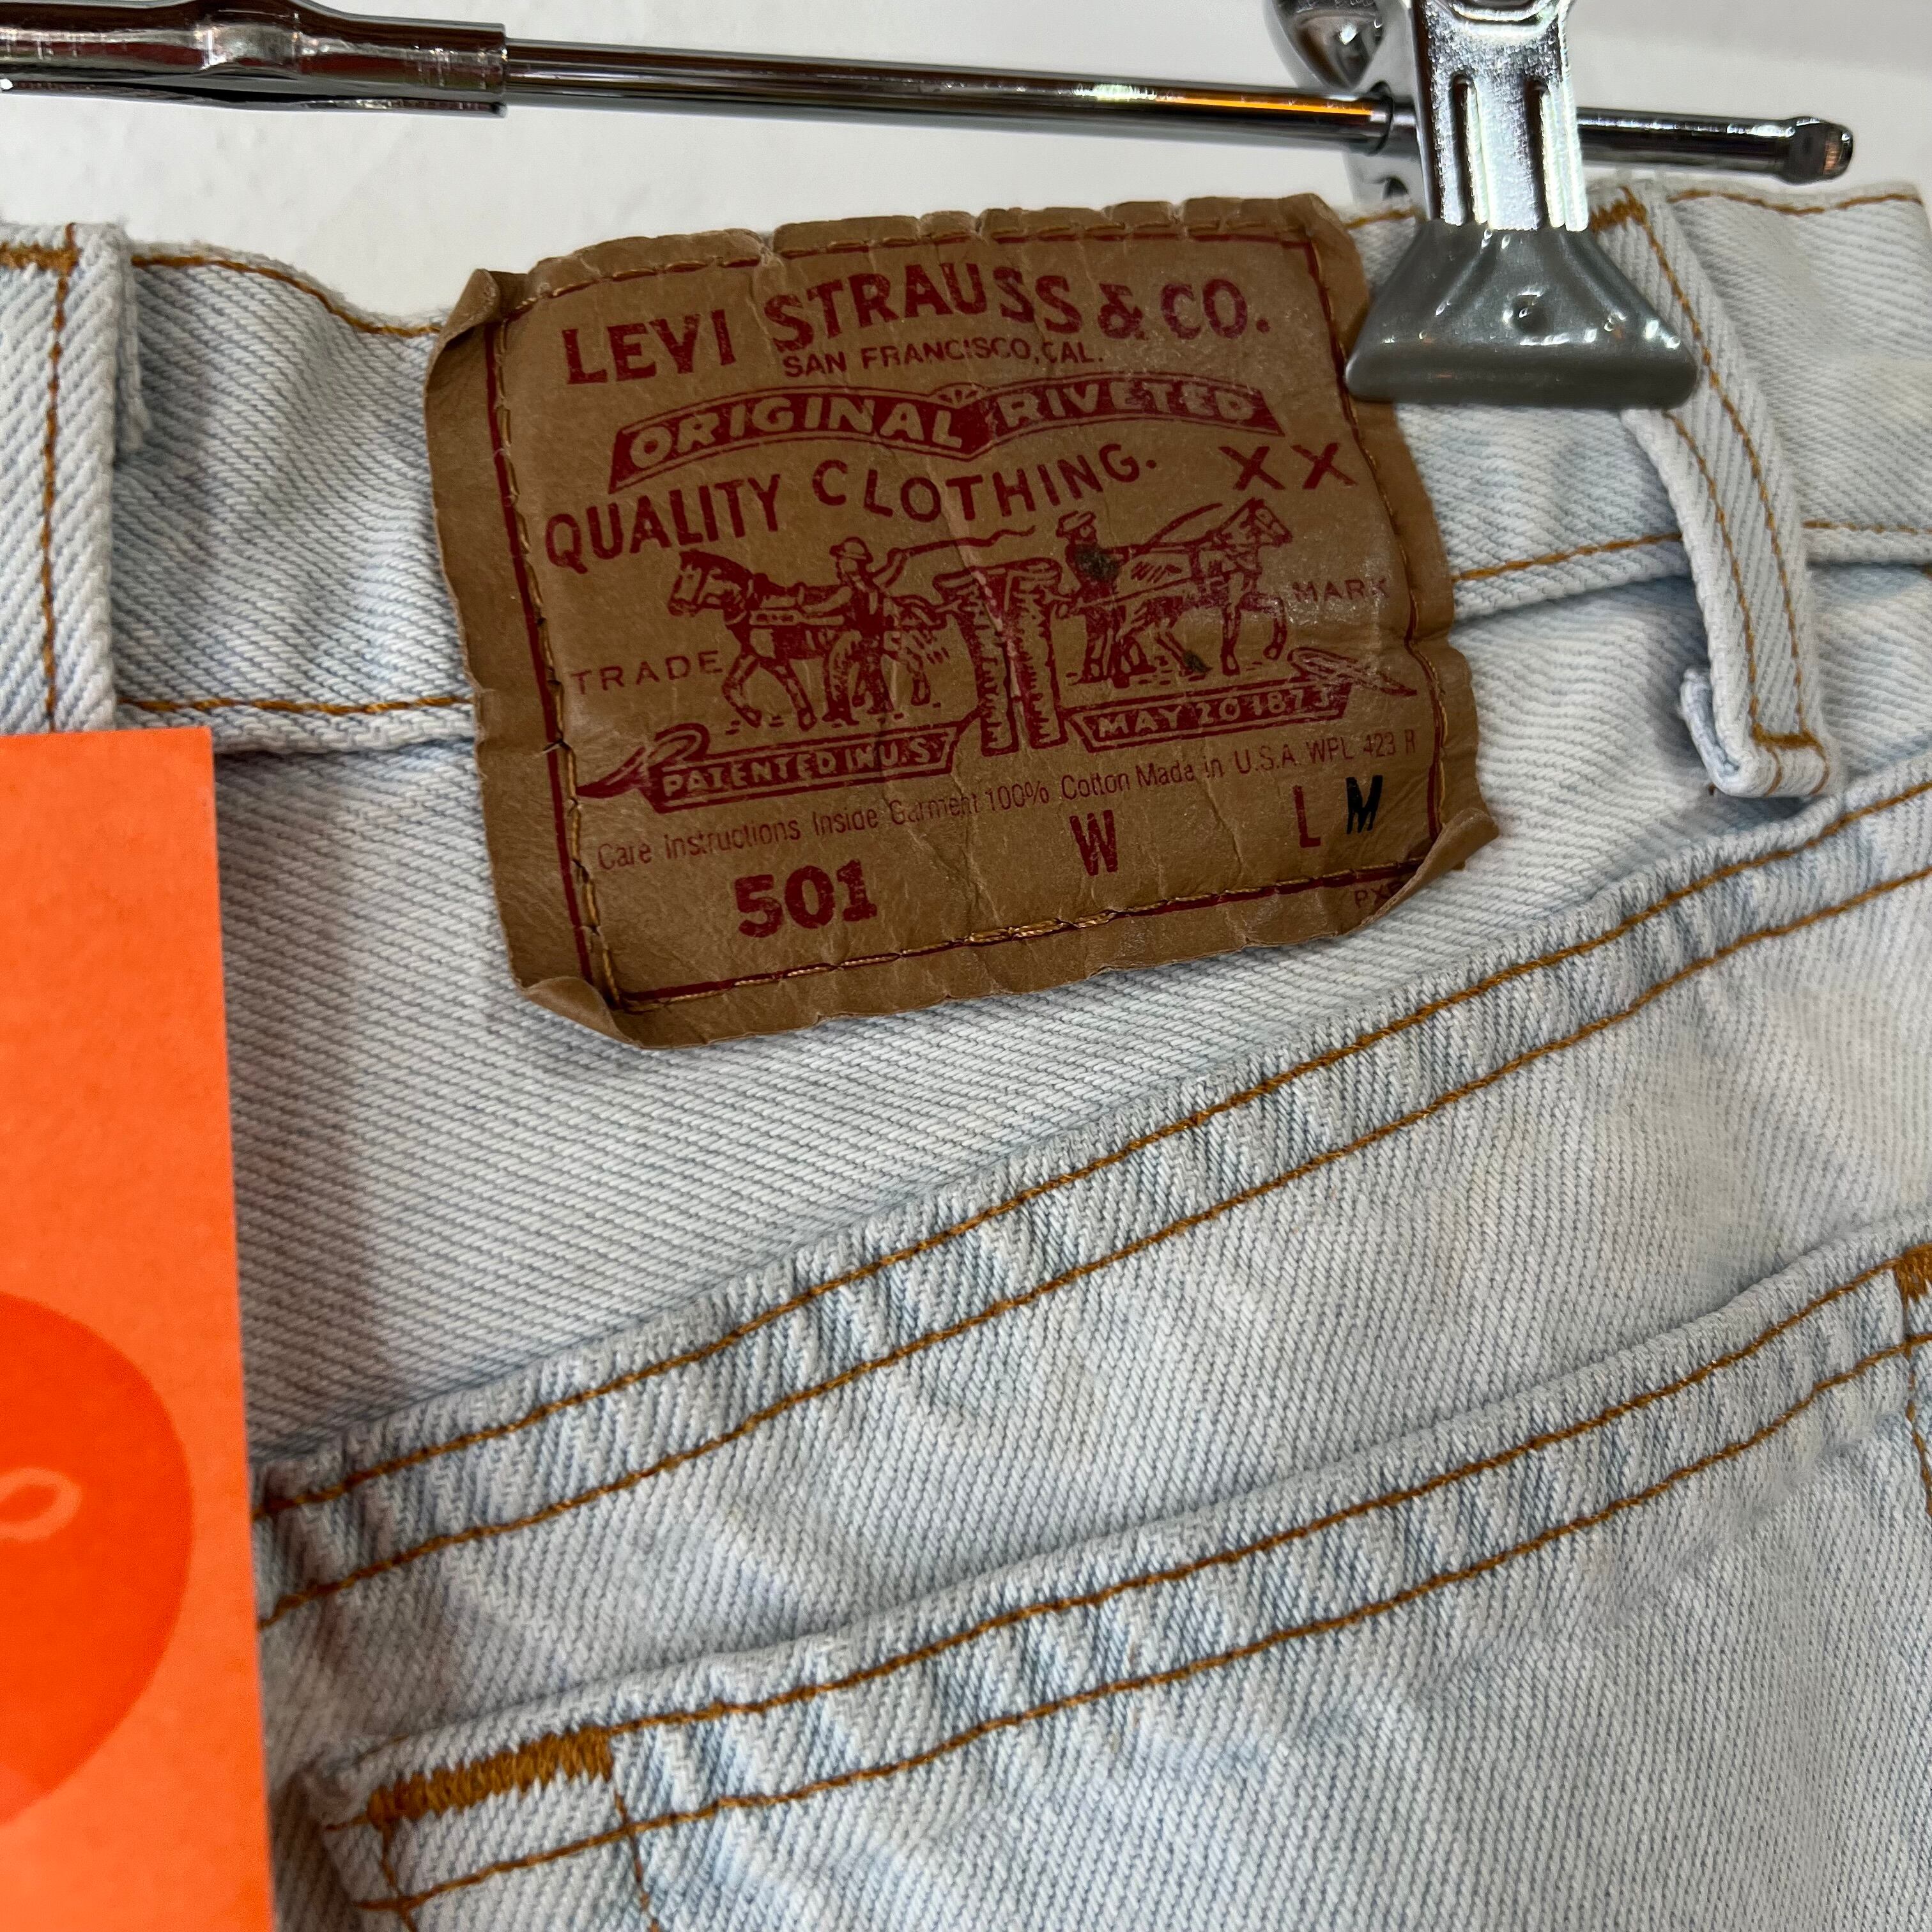 LEVI STRAUSS & CO.
SAN FRANCISCO, CAL.
ORIGINAL RIVETED
QUALITY CLOTHING. XX
TRADE MARK
PATENTED IN U.S. MAY 20 1873
Care Instructions Inside Garment 100% Cotton Made in U.S.A. WPL 423 R
501 W L M